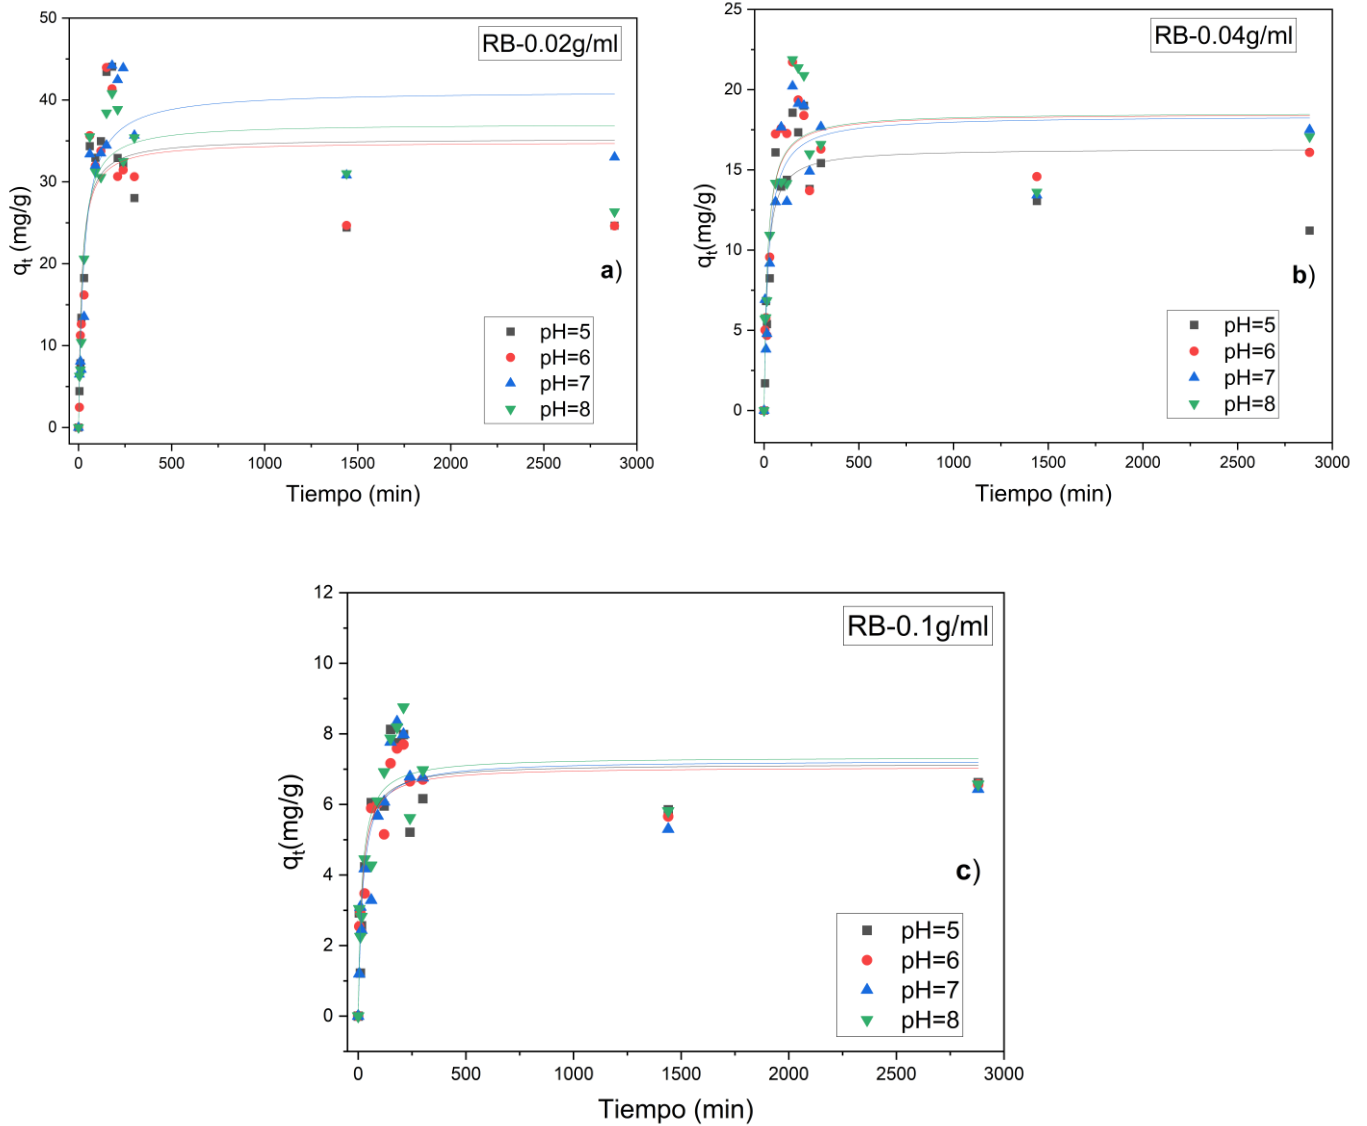 RB-0.02g/ml
50
40
30
20
10
0
qt (mg/g)
a)
pH=5
pH=6
pH=7
pH=8
0 500 1000 1500 2000 2500 3000
Tiempo (min)
RB-0.04g/ml
25
20
15
10
5
0
qt(mg/g)
b)
pH=5
pH=6
pH=7
pH=8
0 500 1000 1500 2000 2500 3000
Tiempo (min)
RB-0.1g/ml
12
10
8
6
4
2
0
qt(mg/g)
c)
pH=5
pH=6
pH=7
pH=8
0 500 1000 1500 2000 2500 3000
Tiempo (min)